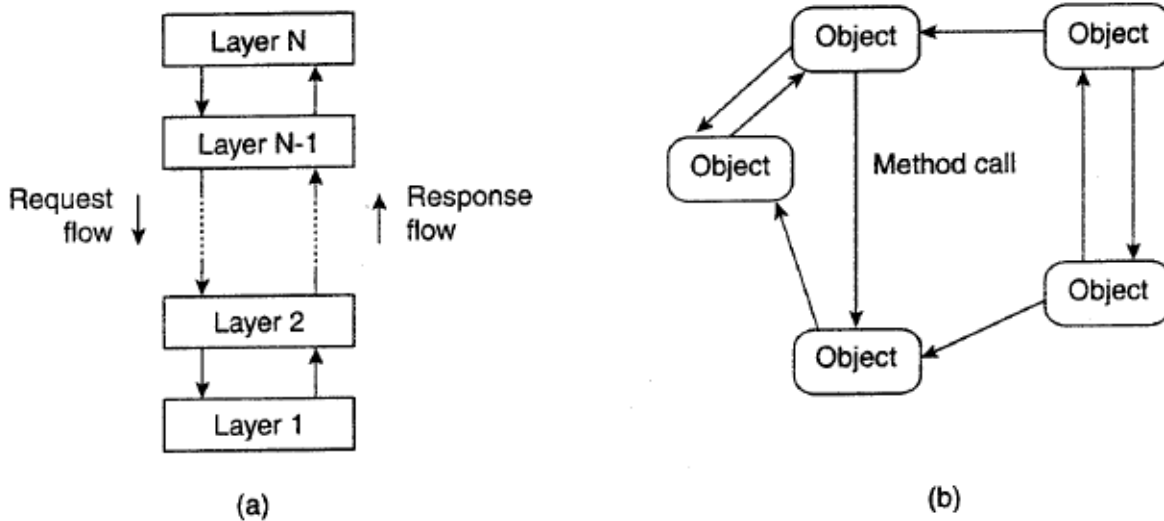 Layer N
Layer N-1
Request
flow
Response
flow
Layer 2
Layer 1
(a)
Object
Object
Object
Method call
Object
Object
(b)